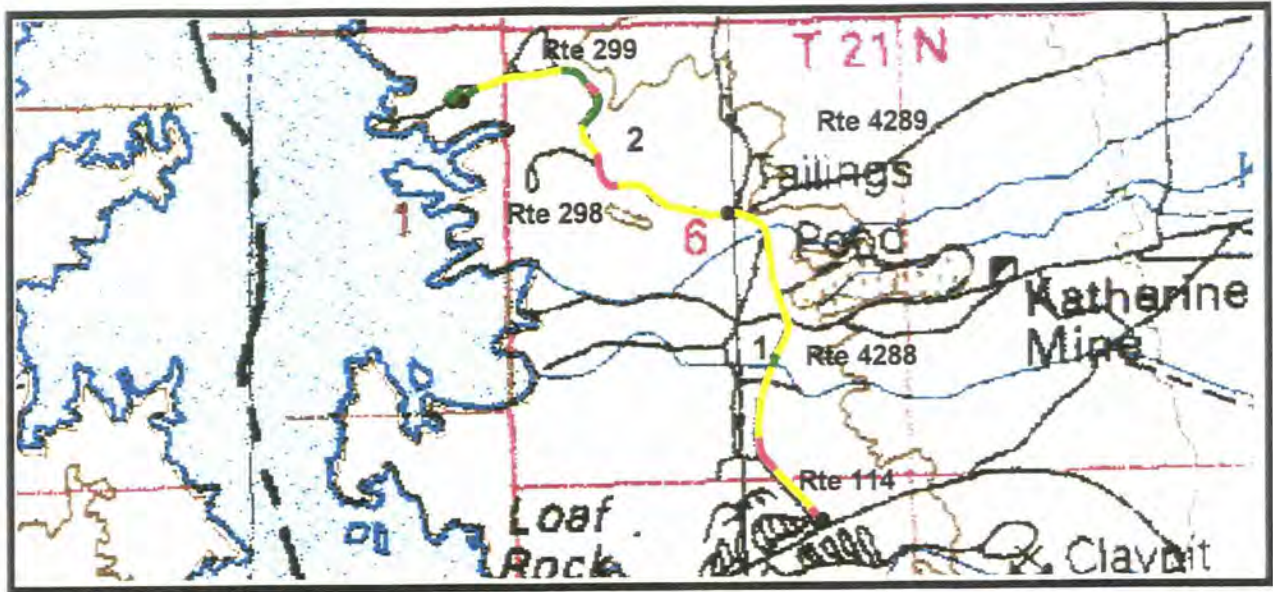 Rte 299
T 21 N
Rte 4289
2
Tailings
1
Rte 298
6
Pond
Katherine
Mine
1
Rte 4288
Rte 114
Loaf
Rock
Claypit